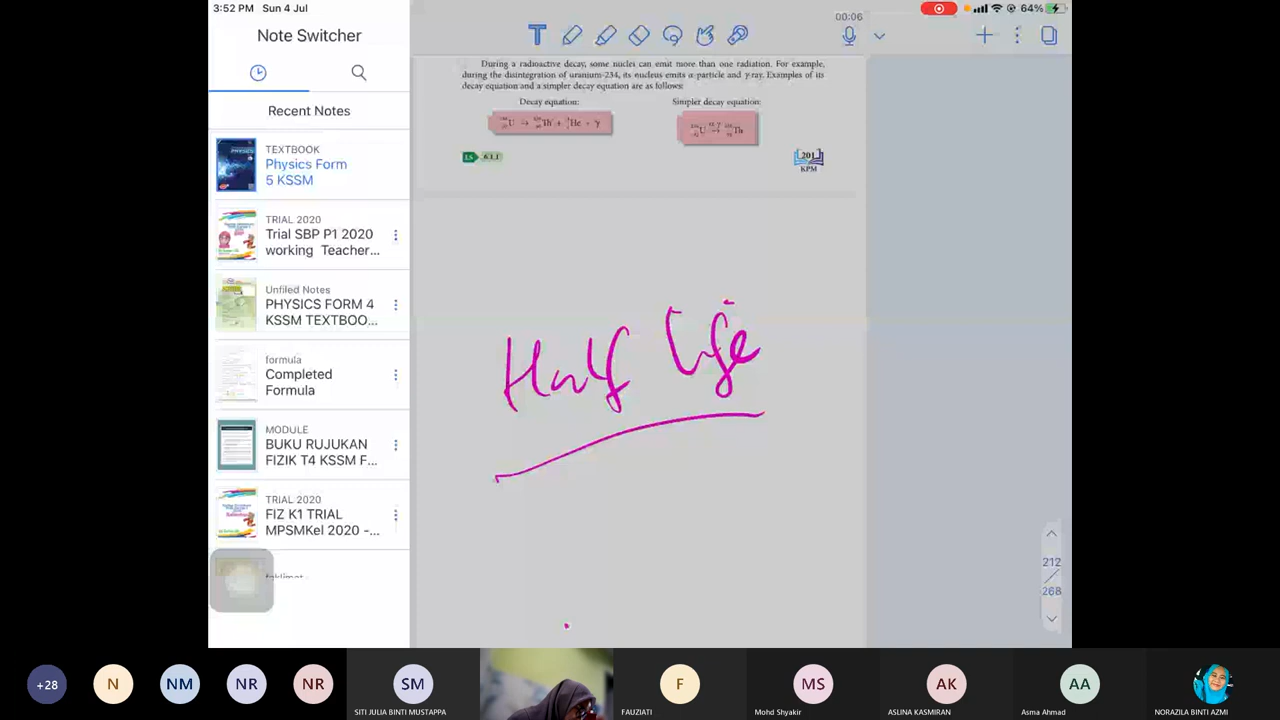 3:52 PM Sun 4 Jul
64%
Note Switcher
00:06
Recent Notes
TEXTBOOK
Physics Form
5 KSSM
TRIAL 2020
Trial SBP P1 2020
working Teacher...
Unfiled Notes
PHYSICS FORM 4
KSSM TEXTBOO...
formula
Completed
Formula
MODULE
BUKU RUJUKAN
FIZIK T4 KSSM F...
TRIAL 2020
FIZ K1 TRIAL
MPSMKel 2020 -...
During a radioactive decay, some nuclei can emit more than one radiation. For example,
during the disintegration of uranium-234, its nucleus emits α-particle and γ-ray. Examples of its
decay equation and a simpler decay equation are as follows:
Decay equation:
Simpler decay equation:
LS 6.1.1
201
KPM
Half life
212
268
+28
N
NM
NR
NR
SM
SITI JULIA BINTI MUSTAPPA
F
FAUZIATI
MS
Mohd Shyakir
AK
ASLINA KASMIRAN
AA
Asma Ahmad
NORAZILA BINTI AZMI